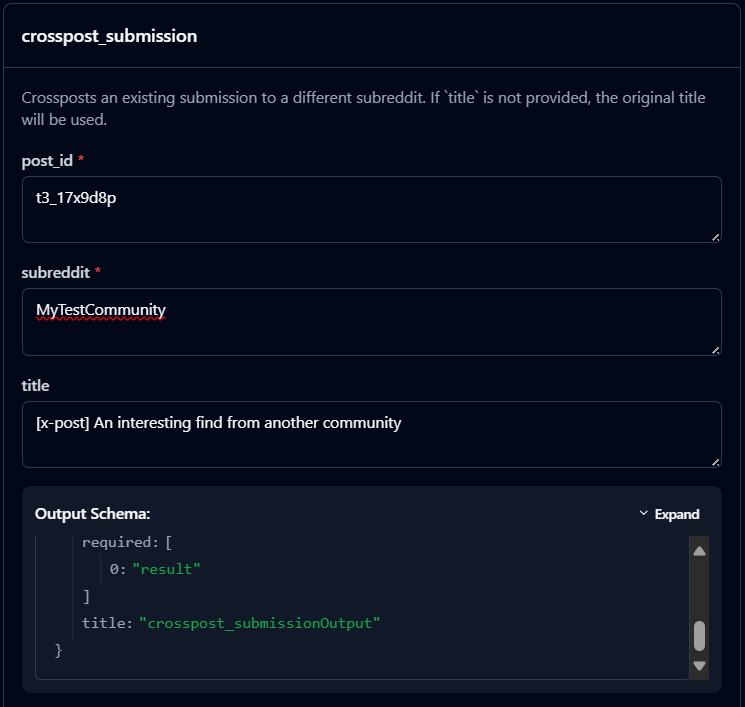 crosspost_submission
Crossposts an existing submission to a different subreddit. If `title` is not provided, the original title
will be used.
post_id *
t3_17x9d8p
subreddit *
MyTestCommunity
title
[x-post] An interesting find from another community
Output Schema:
Expand
required: [
0: "result"
]
title: "crosspost_submissionOutput"
}